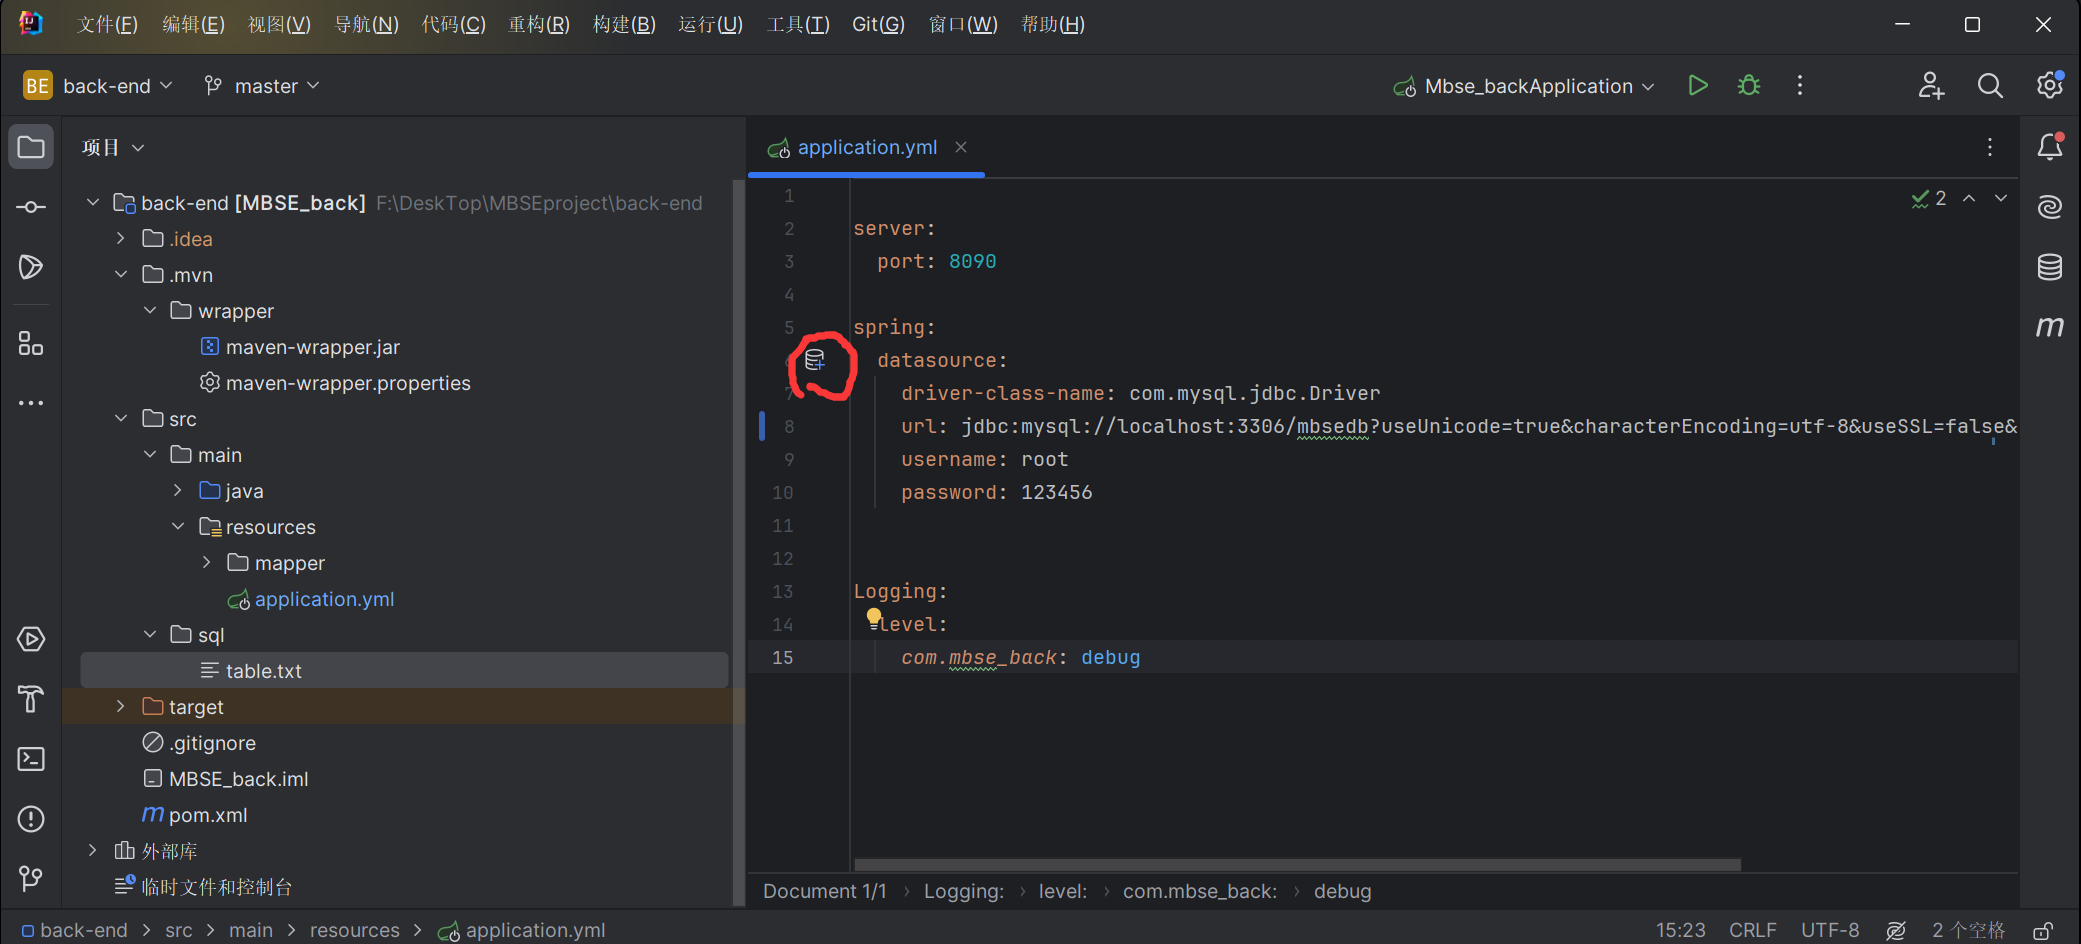 文件(F) 编辑(E) 视图(V) 导航(N) 代码(C) 重构(R) 构建(B) 运行(U) 工具(T) Git(G) 窗口(W) 帮助(H)
BE back-end master Mbse_backApplication
项目
application.yml
back-end [MBSE_back] F:\DeskTop\MBSEproject\back-end
.idea
.mvn
wrapper
maven-wrapper.jar
maven-wrapper.properties
src
main
java
resources
mapper
application.yml
sql
table.txt
target
.gitignore
MBSE_back.iml
m pom.xml
外部库
临时文件和控制台
2
1
2 server:
3 port: 8090
4
5 spring:
datasource:
7 driver-class-name: com.mysql.jdbc.Driver
8 url: jdbc:mysql://localhost:3306/mbsedb?useUnicode=true&characterEncoding=utf-8&useSSL=false&
9 username: root
10 password: 123456
11
12
13 Logging:
14 level:
15 com.mbse_back: debug
m
Document 1/1 › Logging: › level: › com.mbse_back: › debug
back-end › src › main › resources › application.yml 15:23 CRLF UTF-8 2 个空格